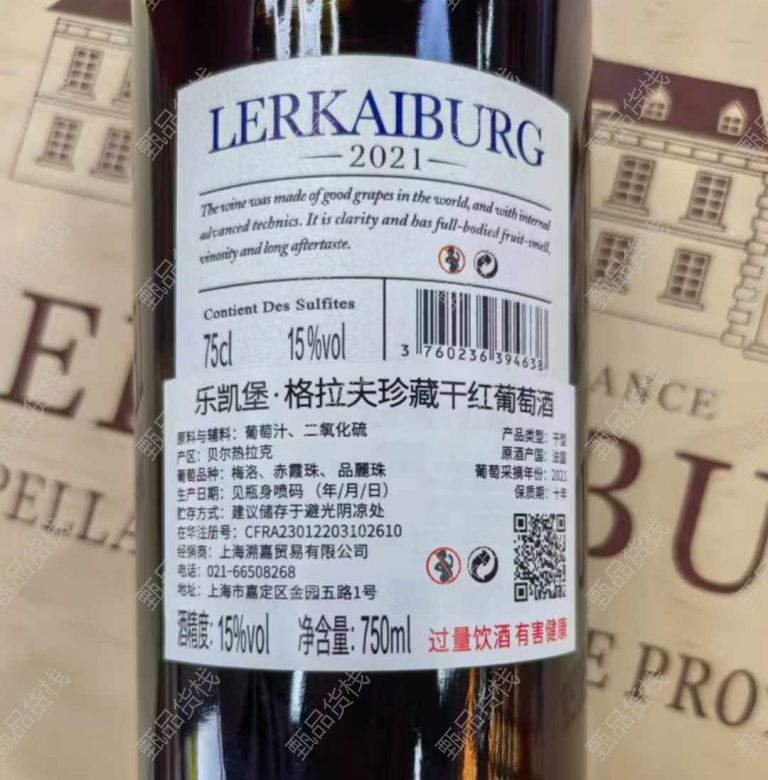 LERKAIBURG
2021
The wine was made of good grapes in the world, and with internal
advanced technics. It is clarity and has full-bodied fruit-smell,
vinosity and long aftertaste.
Contient Des Sulfites
75cl 15%vol
3 760236 394638
乐凯堡·格拉夫珍藏干红葡萄酒
原料与辅料：葡萄汁、二氧化硫
产区：贝尔热拉克
葡萄品种：梅洛、赤霞珠、品麗珠
生产日期：见瓶身喷码（年/月/日）
贮存方式：建议储存于避光阴凉处
在华注册号：CFRA23012203102610
经销商：上海溯嘉贸易有限公司
电话：021-66508268
地址：上海市嘉定区金园五路1号
产品类型：干型
原酒产国：法国
葡萄采摘年份：2021
保质期：十年
酒精度：15%vol 净含量：750ml
过量饮酒 有害健康
ANCE
BU
E PRO
PELLA
甄品货栈